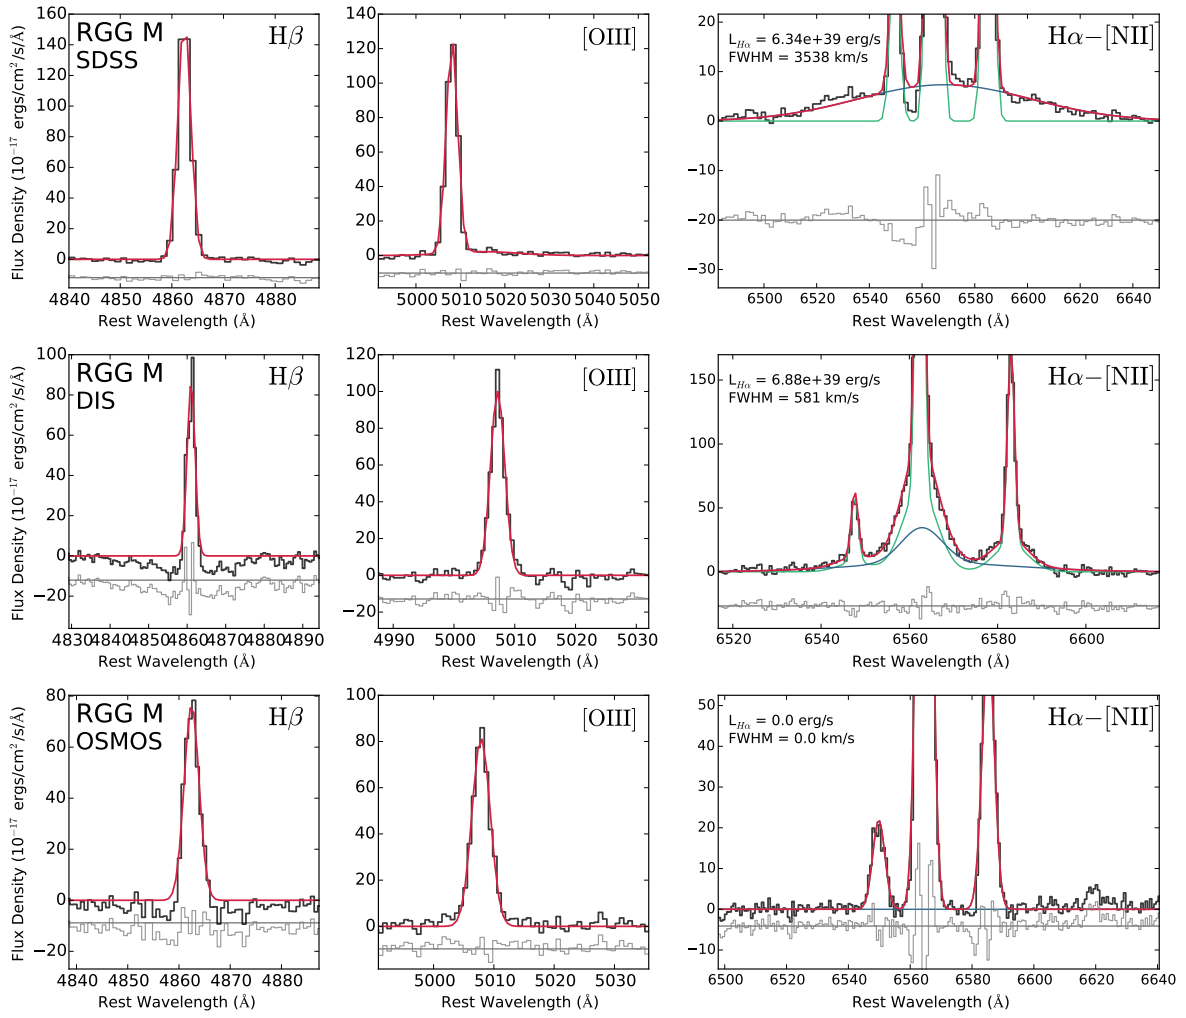 RGG M
SDSS
Hβ
[OIII]
Hα−[NII]
L_Hα = 6.34e+39 erg/s
FWHM = 3538 km/s
160
140
120
100
80
60
40
20
0
4840 4850 4860 4870 4880
140
120
100
80
60
40
20
0
5000 5010 5020 5030 5040 5050
20
10
0
−10
−20
−30
6500 6520 6540 6560 6580 6600 6620 6640
Flux Density (10⁻¹⁷ ergs/cm²/s/Å)
Rest Wavelength (Å)
Rest Wavelength (Å)
Rest Wavelength (Å)
RGG M
DIS
Hβ
[OIII]
Hα−[NII]
L_Hα = 6.88e+39 erg/s
FWHM = 581 km/s
100
80
60
40
20
0
−20
4830 4840 4850 4860 4870 4880 4890
120
100
80
60
40
20
0
−20
4990 5000 5010 5020 5030
150
100
50
0
6520 6540 6560 6580 6600
Flux Density (10⁻¹⁷ ergs/cm²/s/Å)
Rest Wavelength (Å)
Rest Wavelength (Å)
Rest Wavelength (Å)
RGG M
OSMOS
Hβ
[OIII]
Hα−[NII]
L_Hα = 0.0 erg/s
FWHM = 0.0 km/s
80
60
40
20
0
−20
4840 4850 4860 4870 4880
100
80
60
40
20
0
5000 5010 5020 5030
50
40
30
20
10
0
−10
6500 6520 6540 6560 6580 6600 6620 6640
Flux Density (10⁻¹⁷ ergs/cm²/s/Å)
Rest Wavelength (Å)
Rest Wavelength (Å)
Rest Wavelength (Å)